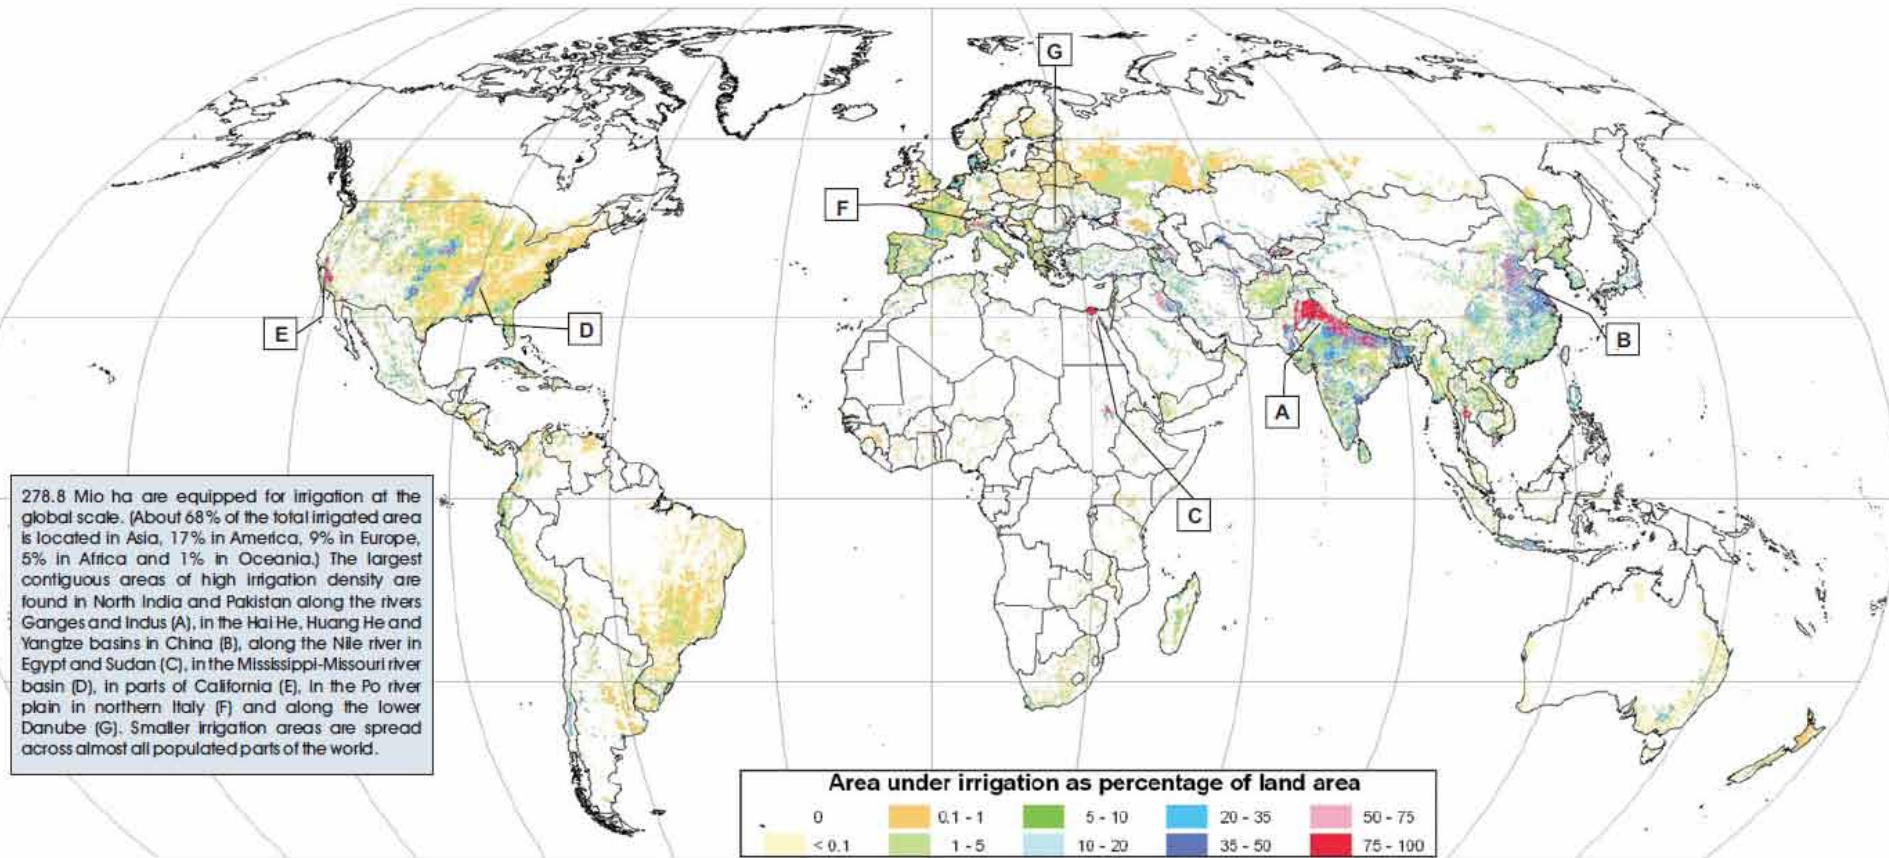 G
F
E
D
B
A
C
278.8 Mio ha are equipped for irrigation at the
global scale. (About 68% of the total irrigated area
is located in Asia, 17% in America, 9% in Europe,
5% in Africa and 1% in Oceania.) The largest
contiguous areas of high irrigation density are
found in North India and Pakistan along the rivers
Ganges and Indus (A), in the Hai He, Huang He and
Yangtze basins in China (B), along the Nile river in
Egypt and Sudan (C), in the Mississippi-Missouri river
basin (D), in parts of California (E), in the Po river
plain in northern Italy (F) and along the lower
Danube (G). Smaller irrigation areas are spread
across almost all populated parts of the world.
Area under irrigation as percentage of land area
0 0.1 - 1 5 - 10 20 - 35 50 - 75
< 0.1 1 - 5 10 - 20 35 - 50 75 - 100